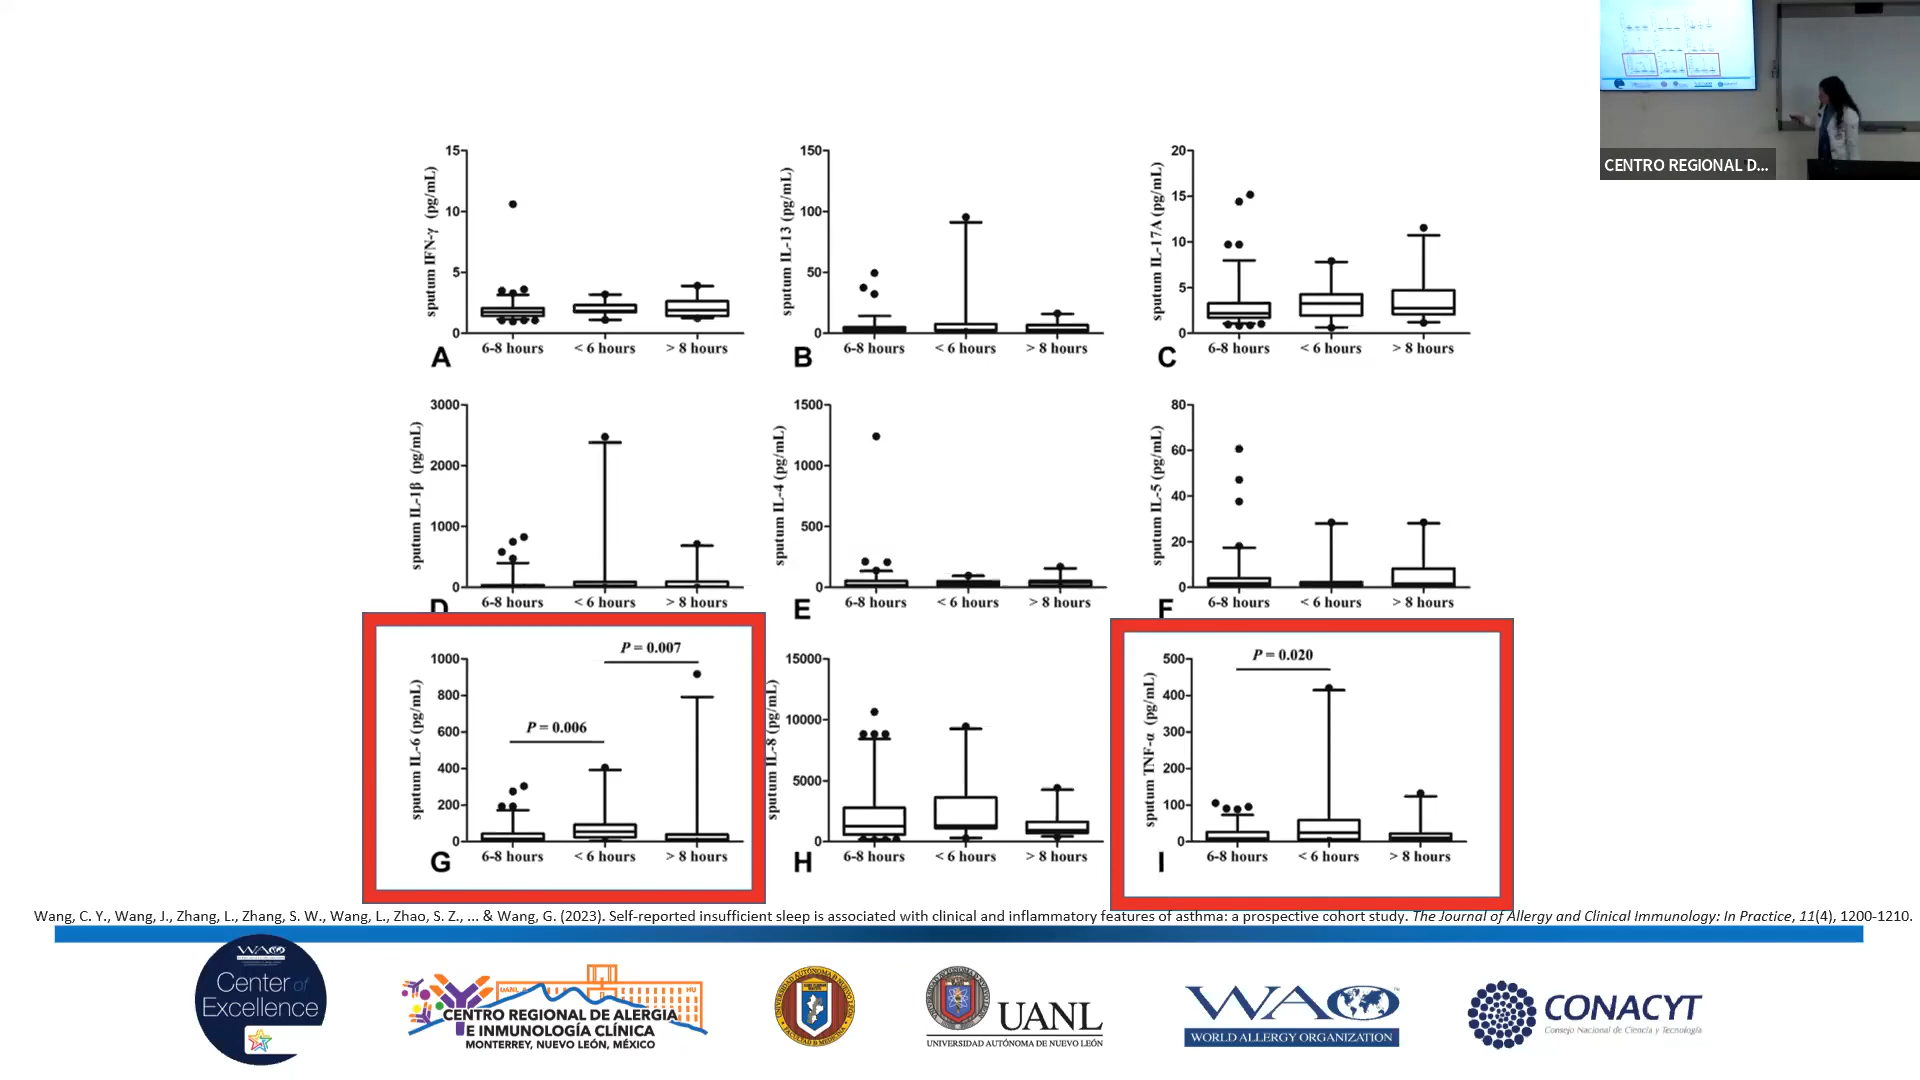 CENTRO REGIONAL D...
sputum IFN-γ (pg/mL)
15
10
5
0
6-8 hours
< 6 hours
> 8 hours
A
sputum IL-13 (pg/mL)
150
100
50
0
6-8 hours
< 6 hours
> 8 hours
B
sputum IL-17A (pg/mL)
20
15
10
5
0
6-8 hours
< 6 hours
> 8 hours
C
sputum IL-1β (pg/mL)
3000
2000
1000
0
6-8 hours
< 6 hours
> 8 hours
D
sputum IL-4 (pg/mL)
1500
1000
500
0
6-8 hours
< 6 hours
> 8 hours
E
sputum IL-5 (pg/mL)
80
60
40
20
0
6-8 hours
< 6 hours
> 8 hours
F
sputum IL-6 (pg/mL)
1000
800
600
400
200
0
P = 0.007
P = 0.006
6-8 hours
< 6 hours
> 8 hours
G
IL-8 (pg/mL)
15000
10000
5000
0
6-8 hours
< 6 hours
> 8 hours
H
sputum TNF-α (pg/mL)
500
400
300
200
100
0
P = 0.020
6-8 hours
< 6 hours
> 8 hours
I
Wang, C. Y., Wang, J., Zhang, L., Zhang, S. W., Wang, L., Zhao, S. Z., ... & Wang, G. (2023). Self-reported insufficient sleep is associated with clinical and inflammatory features of asthma: a prospective cohort study. The Journal of Allergy and Clinical Immunology: In Practice, 11(4), 1200-1210.
WAO
Center of
Excellence
UANL
HU
CENTRO REGIONAL DE ALERGIA
E INMUNOLOGÍA CLÍNICA
MONTERREY, NUEVO LEÓN, MÉXICO
UANL
UNIVERSIDAD AUTÓNOMA DE NUEVO LEÓN
WAO
WORLD ALLERGY ORGANIZATION
CONACYT
Consejo Nacional de Ciencia y Tecnología